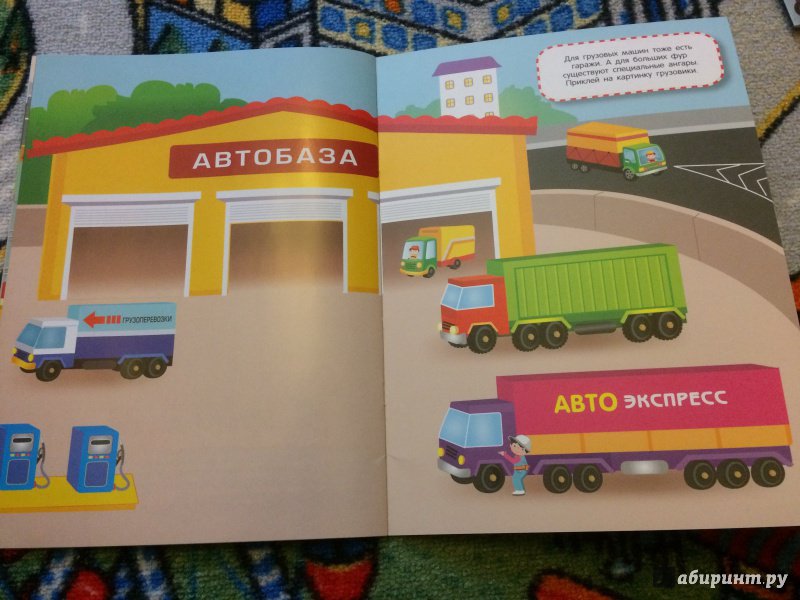 Для грузовых машин тоже есть
гаражи. А для больших фур
существуют специальные ангары.
Приклей на картинку грузовики.
АВТОБАЗА
ГРУЗОПЕРЕВОЗКИ
АВТО ЭКСПРЕСС
абиринт.ру